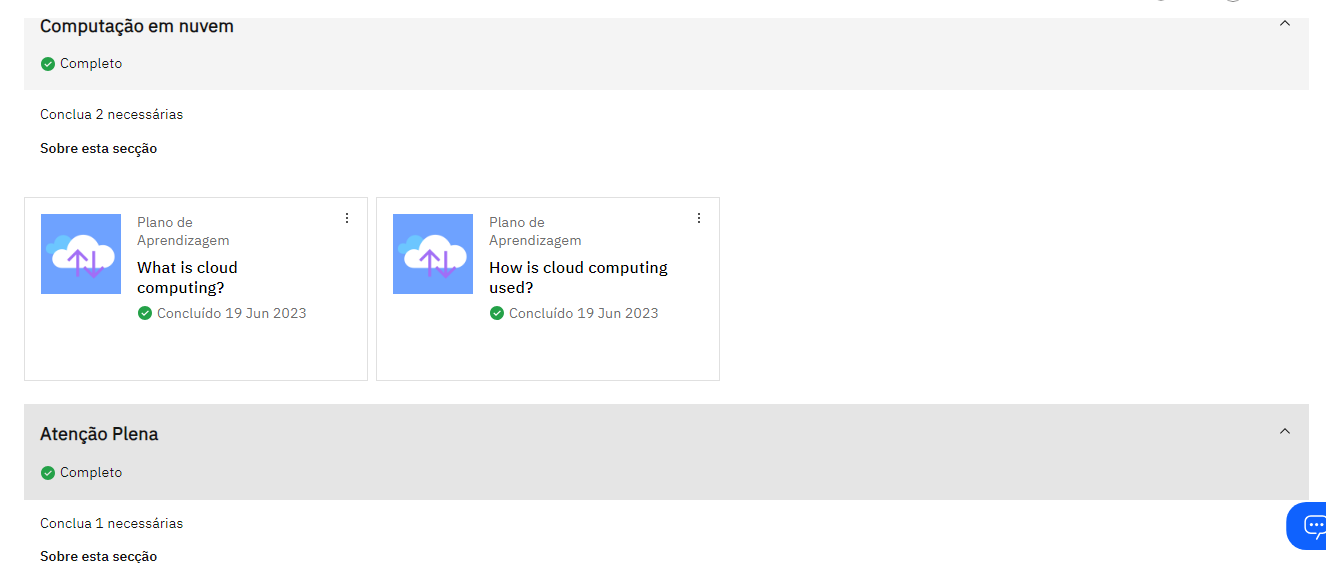 Computação em nuvem
Completo
Conclua 2 necessárias
Sobre esta secção
Plano de
Aprendizagem
What is cloud
computing?
Concluído 19 Jun 2023
Plano de
Aprendizagem
How is cloud computing
used?
Concluído 19 Jun 2023
Atenção Plena
Completo
Conclua 1 necessárias
Sobre esta secção